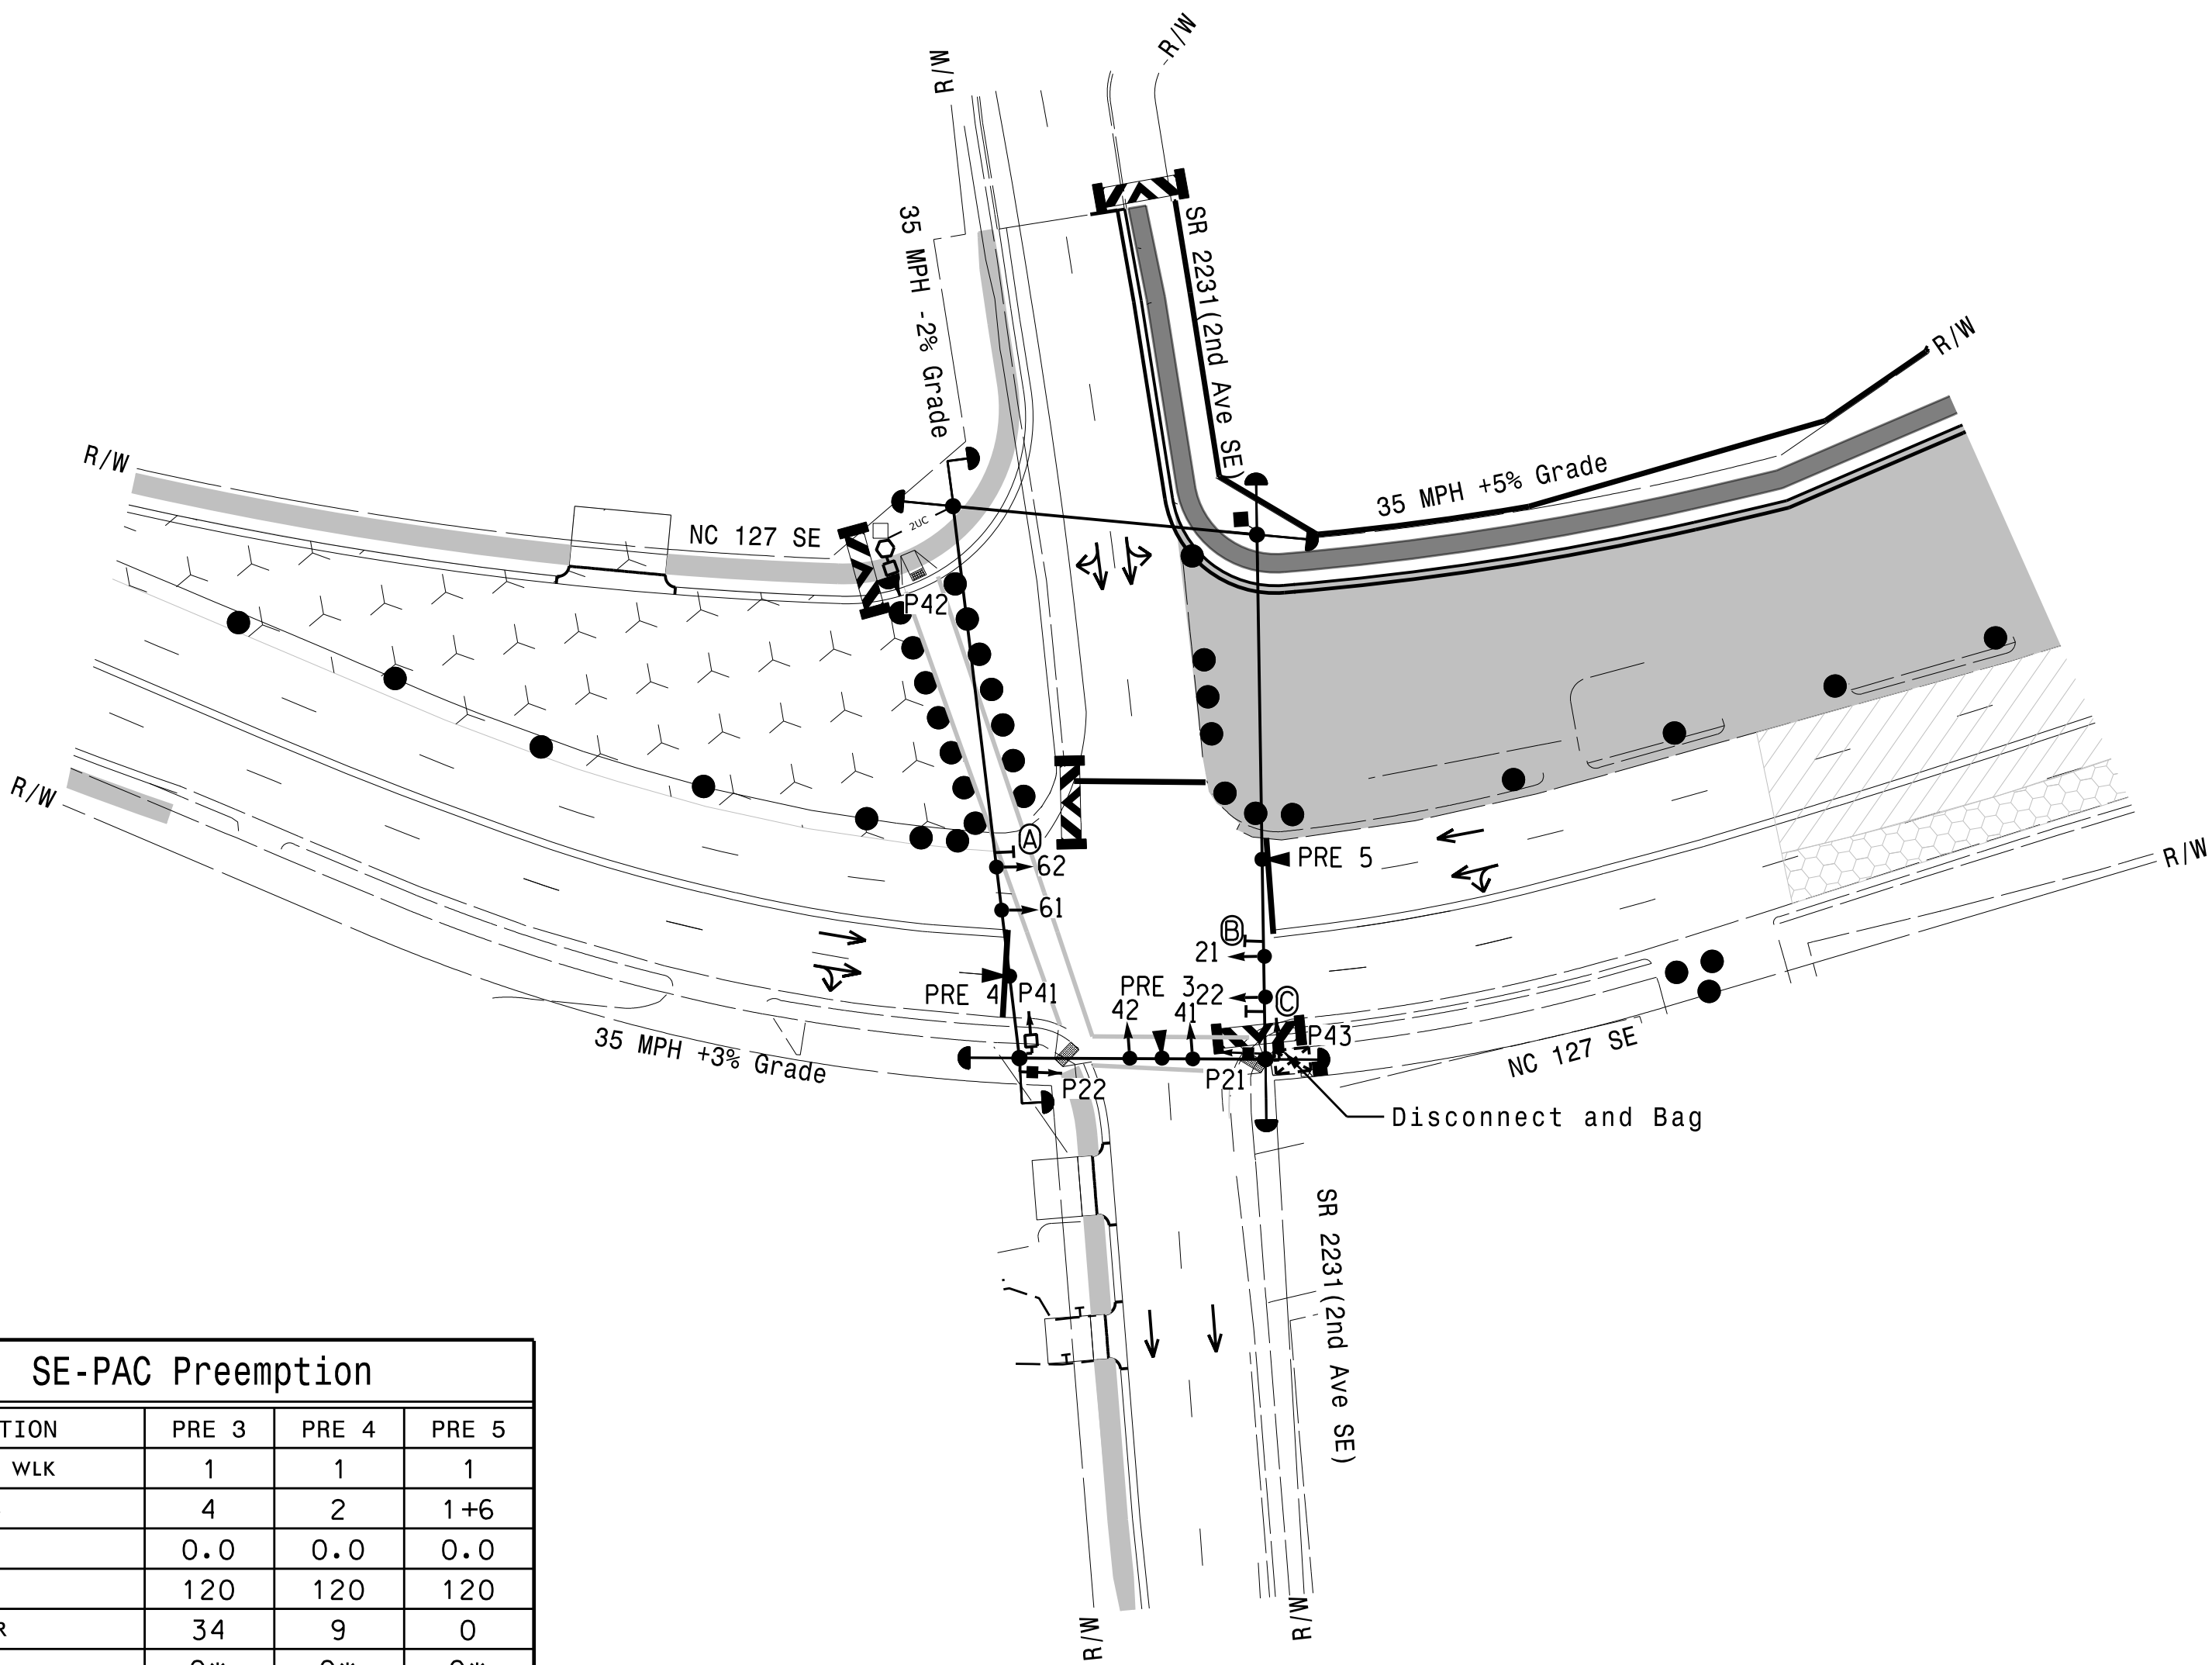 R/W
R/W
35 MPH -2% Grade
SR 2231(2nd Ave SE)
R/W
35 MPH +5% Grade
R/W
NC 127 SE
2UC
P42
A
62
61
PRE 5
R/W
R/W
B
21
PRE 4
P41
PRE 3
42
41
22
C
P43
P21
P22
35 MPH +3% Grade
NC 127 SE
Disconnect and Bag
SR 2231(2nd Ave SE)
R/W
R/W
SE-PAC Preemption
TION PRE 3 PRE 4 PRE 5
WLK 1 1 1
4 2 1+6
0.0 0.0 0.0
120 120 120
R 34 9 0